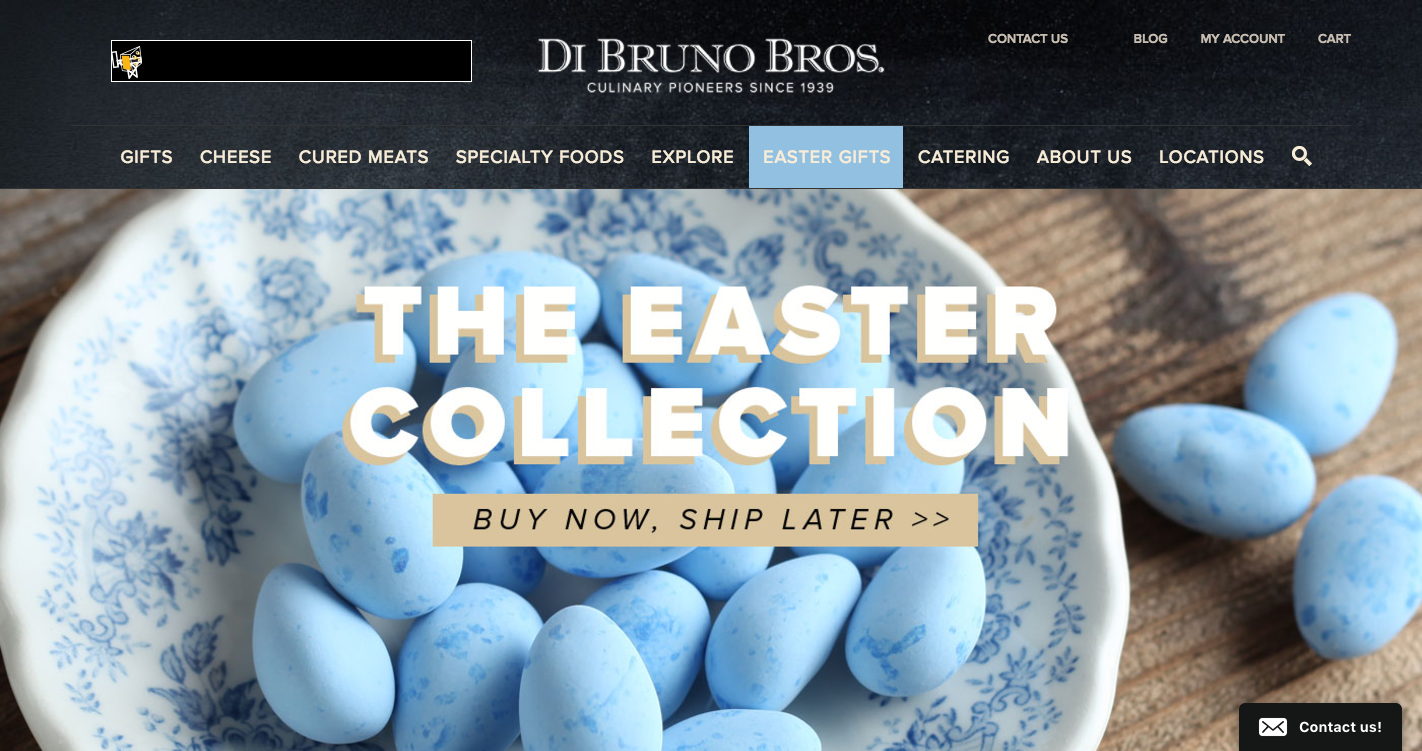 DI BRUNO BROS.
CULINARY PIONEERS SINCE 1939
CONTACT US BLOG MY ACCOUNT CART
GIFTS CHEESE CURED MEATS SPECIALTY FOODS EXPLORE EASTER GIFTS CATERING ABOUT US LOCATIONS
THE EASTER
COLLECTION
BUY NOW, SHIP LATER >>
Contact us!